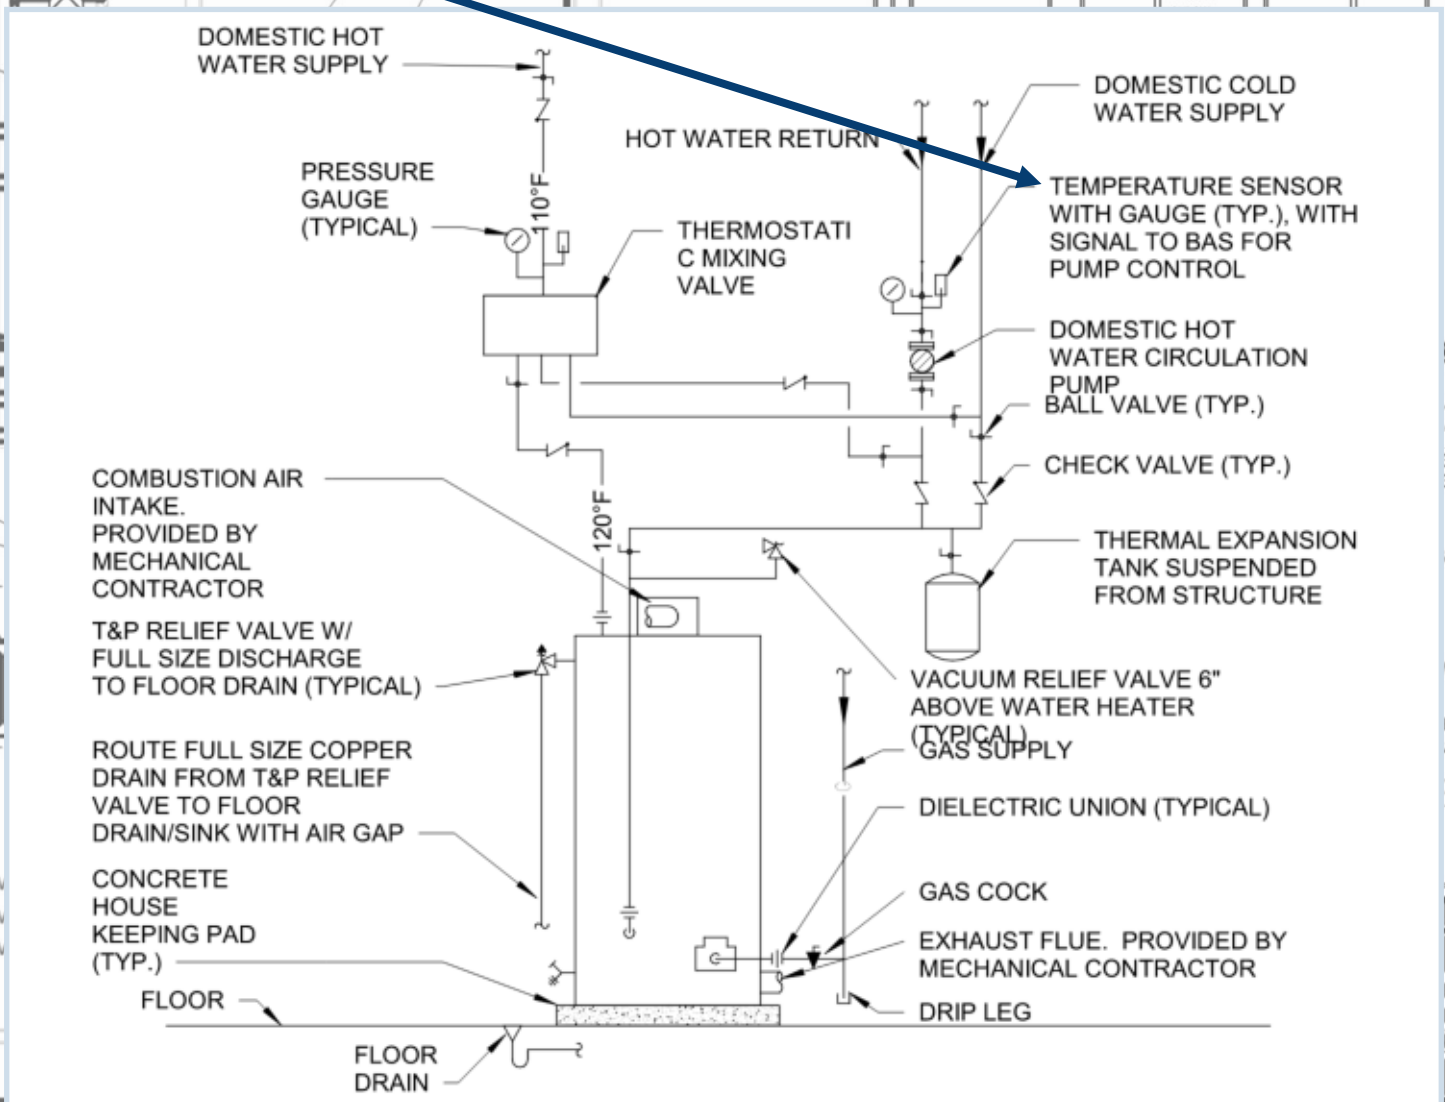 DOMESTIC HOT
WATER SUPPLY
DOMESTIC COLD
WATER SUPPLY
HOT WATER RETURN
PRESSURE
GAUGE
(TYPICAL)
110°F
THERMOSTATI
C MIXING
VALVE
TEMPERATURE SENSOR
WITH GAUGE (TYP.), WITH
SIGNAL TO BAS FOR
PUMP CONTROL
DOMESTIC HOT
WATER CIRCULATION
PUMP
BALL VALVE (TYP.)
CHECK VALVE (TYP.)
COMBUSTION AIR
INTAKE.
PROVIDED BY
MECHANICAL
CONTRACTOR
120°F
THERMAL EXPANSION
TANK SUSPENDED
FROM STRUCTURE
T&P RELIEF VALVE W/
FULL SIZE DISCHARGE
TO FLOOR DRAIN (TYPICAL)
VACUUM RELIEF VALVE 6"
ABOVE WATER HEATER
(TYPICAL)
GAS SUPPLY
ROUTE FULL SIZE COPPER
DRAIN FROM T&P RELIEF
VALVE TO FLOOR
DRAIN/SINK WITH AIR GAP
DIELECTRIC UNION (TYPICAL)
CONCRETE
HOUSE
KEEPING PAD
(TYP.)
GAS COCK
EXHAUST FLUE. PROVIDED BY
MECHANICAL CONTRACTOR
FLOOR
DRIP LEG
FLOOR
DRAIN